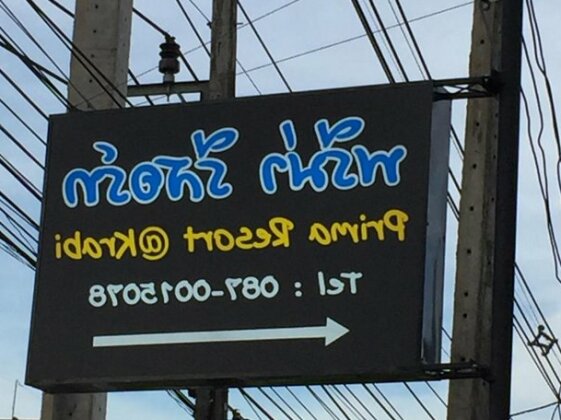 พรีม่า รีสอร์ท
Prima Resort @Krabi
Tel : 087-0015078